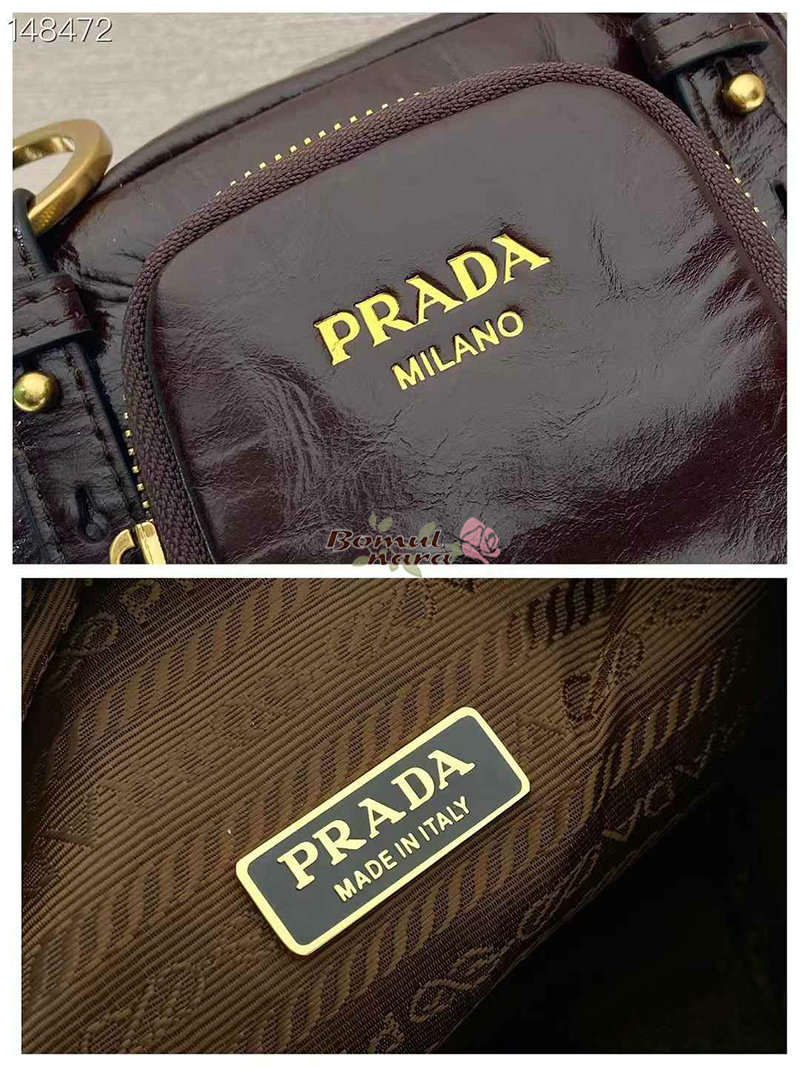 148472
PRADA
MILANO
Bomul
nara
PRADA
MADE IN ITALY